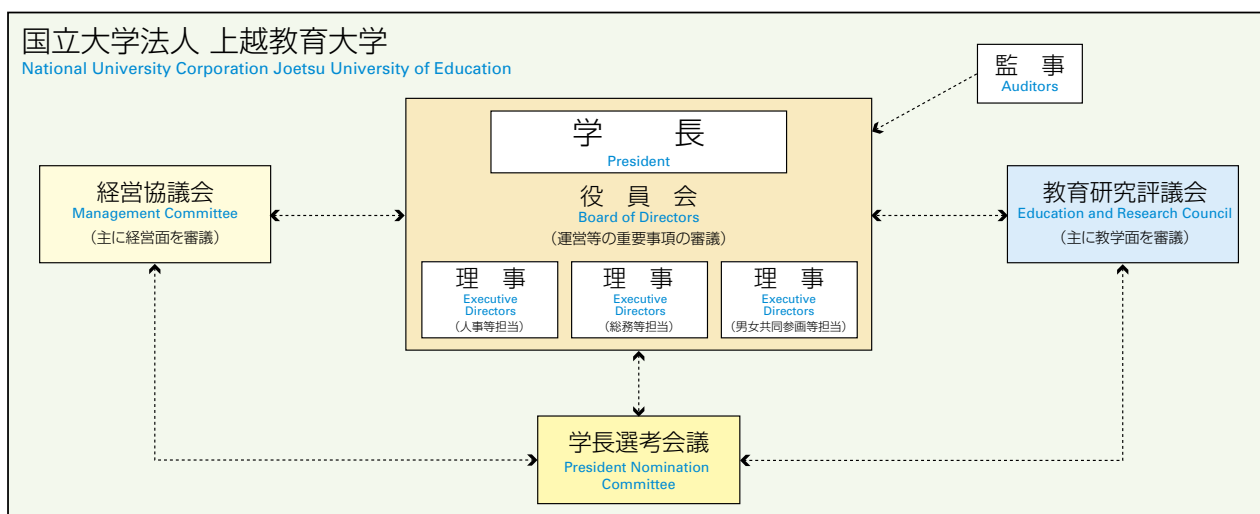 国立大学法人 上越教育大学
National University Corporation Joetsu University of Education
監 事
Auditors
学 長
President
役 員 会
Board of Directors
(運営等の重要事項の審議)
経営協議会
Management Committee
(主に経営面を審議)
教育研究評議会
Education and Research Council
(主に教学面を審議)
理 事
Executive
Directors
(人事等担当)
理 事
Executive
Directors
(総務等担当)
理 事
Executive
Directors
(男女共同参画等担当)
学長選考会議
President Nomination
Committee